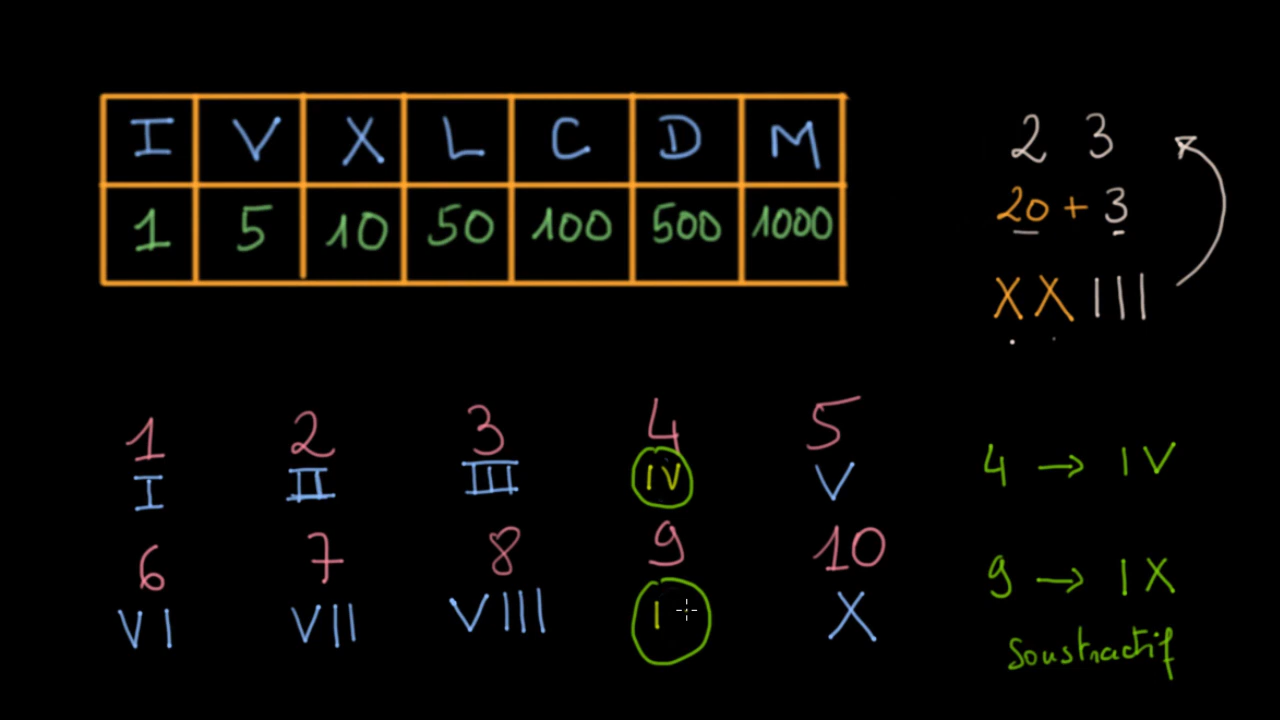 I V X L C D M
1 5 10 50 100 500 1000
2 3
20 + 3
XX III
1 2 3 4 5
I II III IV V
6 7 8 9 10
VI VII VIII I X
4 → IV
9 → IX
Soustractif